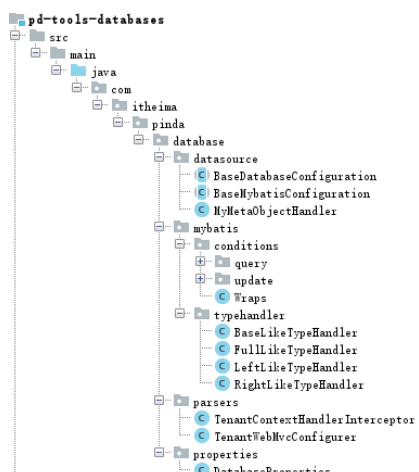 pd-tools-databases
src
main
java
com
itheima
pinda
database
datasource
BaseDatabaseConfiguration
BaseMybatisConfiguration
MyMetaObjectHandler
mybatis
conditions
query
update
Wraps
typehandler
BaseLikeTypeHandler
FullLikeTypeHandler
LeftLikeTypeHandler
RightLikeTypeHandler
parsers
TenantContextHandlerInterceptor
TenantWebMvcConfigurer
properties
DatabaseProperties